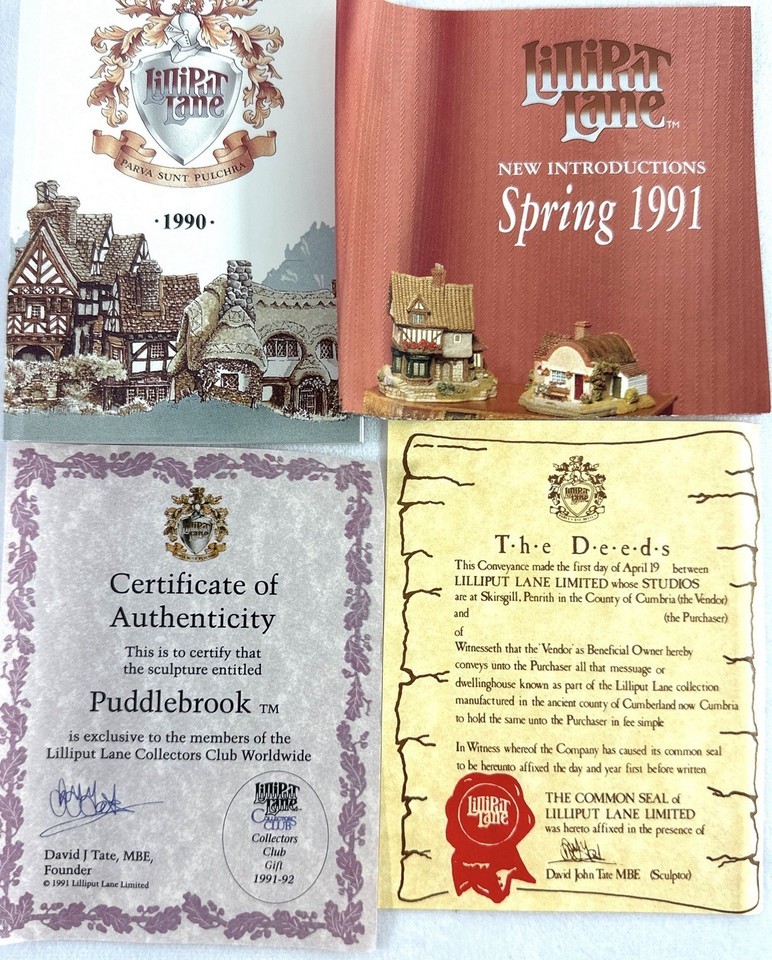 LilliPuT
Lane
PARVA SUNT PULCHRA
·1990·
LilliPuT
Lane™
NEW INTRODUCTIONS
Spring 1991
LilliPuT
Lane
Certificate of
Authenticity
This is to certify that
the sculpture entitled
Puddlebrook TM
is exclusive to the members of the
Lilliput Lane Collectors Club Worldwide
David J Tate, MBE,
Founder
© 1991 Lilliput Lane Limited
LilliPuT
Lane
COLLECTORS
CLUB
Collectors
Club
Gift
1991-92
LilliPuT
Lane
The Deeds
This Conveyance made the first day of April 19 between
LILLIPUT LANE LIMITED whose STUDIOS
are at Skirsgill, Penrith in the County of Cumbria (the Vendor)
and
(the Purchaser)
of
Witnesseth that the 'Vendor' as Beneficial Owner hereby
conveys unto the Purchaser all that messuage or
dwellinghouse known as part of the Lilliput Lane collection
manufactured in the ancient county of Cumberland now Cumbria
to hold the same unto the Purchaser in fee simple
In Witness whereof the Company has caused its common seal
to be hereunto affixed the day and year first before written
LilliPuT
Lane
THE COMMON SEAL of
LILLIPUT LANE LIMITED
was hereto affixed in the presence of
David John Tate MBE (Sculptor)